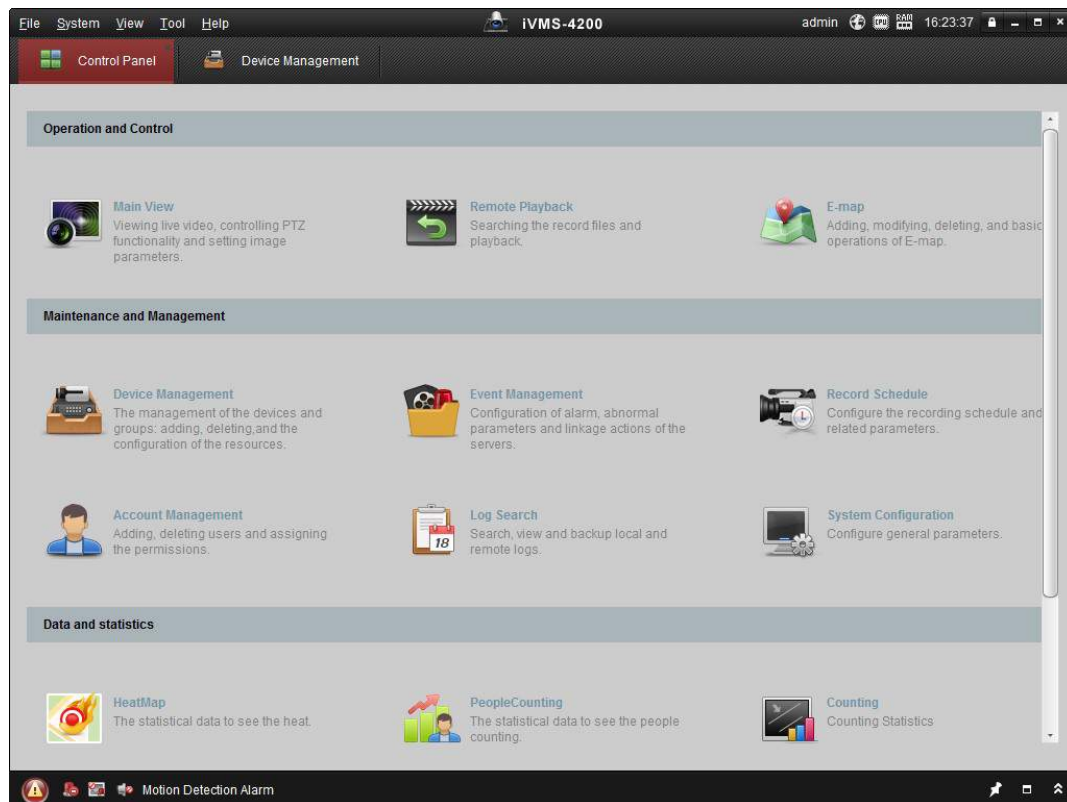 File System View Tool Help
iVMS-4200
admin CPU RAM 16:23:37
Control Panel
Device Management
Operation and Control
Main View
Viewing live video, controlling PTZ
functionality and setting image
parameters.
Remote Playback
Searching the record files and
playback.
E-map
Adding, modifying, deleting, and basic
operations of E-map.
Maintenance and Management
Device Management
The management of the devices and
groups: adding, deleting,and the
configuration of the resources.
Event Management
Configuration of alarm, abnormal
parameters and linkage actions of the
servers.
Record Schedule
Configure the recording schedule and
related parameters.
Account Management
Adding, deleting users and assigning
the permissions.
18
Log Search
Search, view and backup local and
remote logs.
System Configuration
Configure general parameters.
Data and statistics
HeatMap
The statistical data to see the heat.
PeopleCounting
The statistical data to see the people
counting.
Counting
Counting Statistics
Motion Detection Alarm